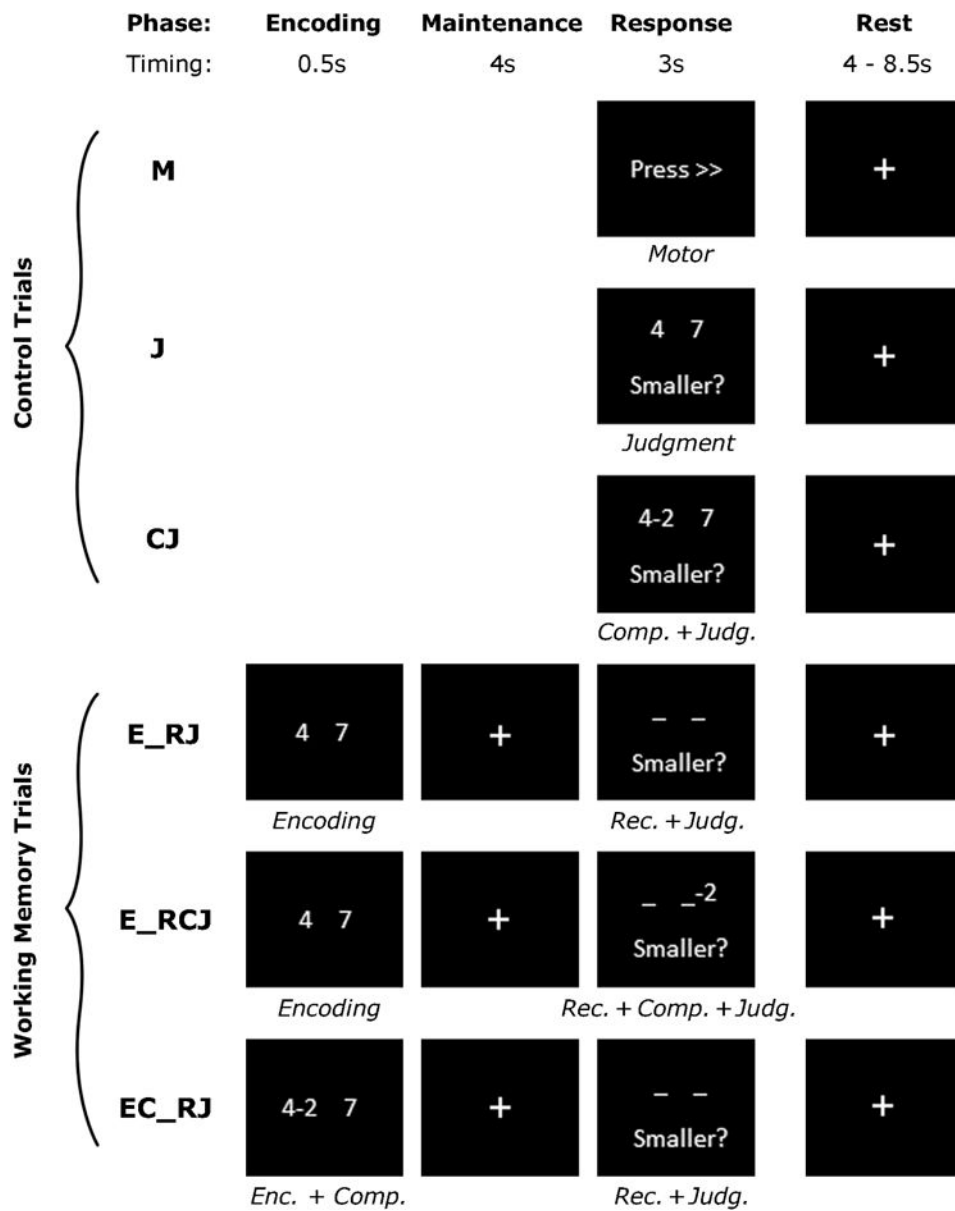 Phase: Encoding Maintenance Response Rest
Timing: 0.5s 4s 3s 4 - 8.5s
Control Trials
M
Press >>
+
Motor
J
4 7
Smaller?
+
Judgment
CJ
4-2 7
Smaller?
+
Comp. + Judg.
Working Memory Trials
E_RJ
4 7
+
_ _
Smaller?
+
Encoding
Rec. + Judg.
E_RCJ
4 7
+
_ _-2
Smaller?
+
Encoding
Rec. + Comp. + Judg.
EC_RJ
4-2 7
+
_ _
Smaller?
+
Enc. + Comp.
Rec. + Judg.